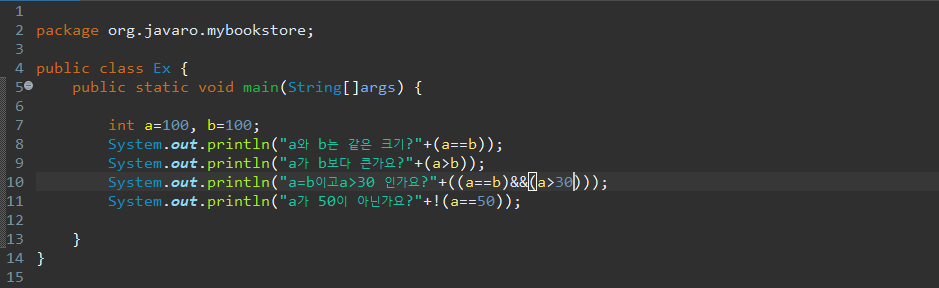 1
2 package org.javaro.mybookstore;
3
4 public class Ex {
5 public static void main(String[]args) {
6
7 int a=100, b=100;
8 System.out.println("a와 b는 같은 크기?"+(a==b));
9 System.out.println("a가 b보다 큰가요?"+(a>b));
10 System.out.println("a=b이고a>30 인가요?"+((a==b)&&(a>30)));
11 System.out.println("a가 50이 아닌가요?"+!(a==50));
12
13 }
14 }
15